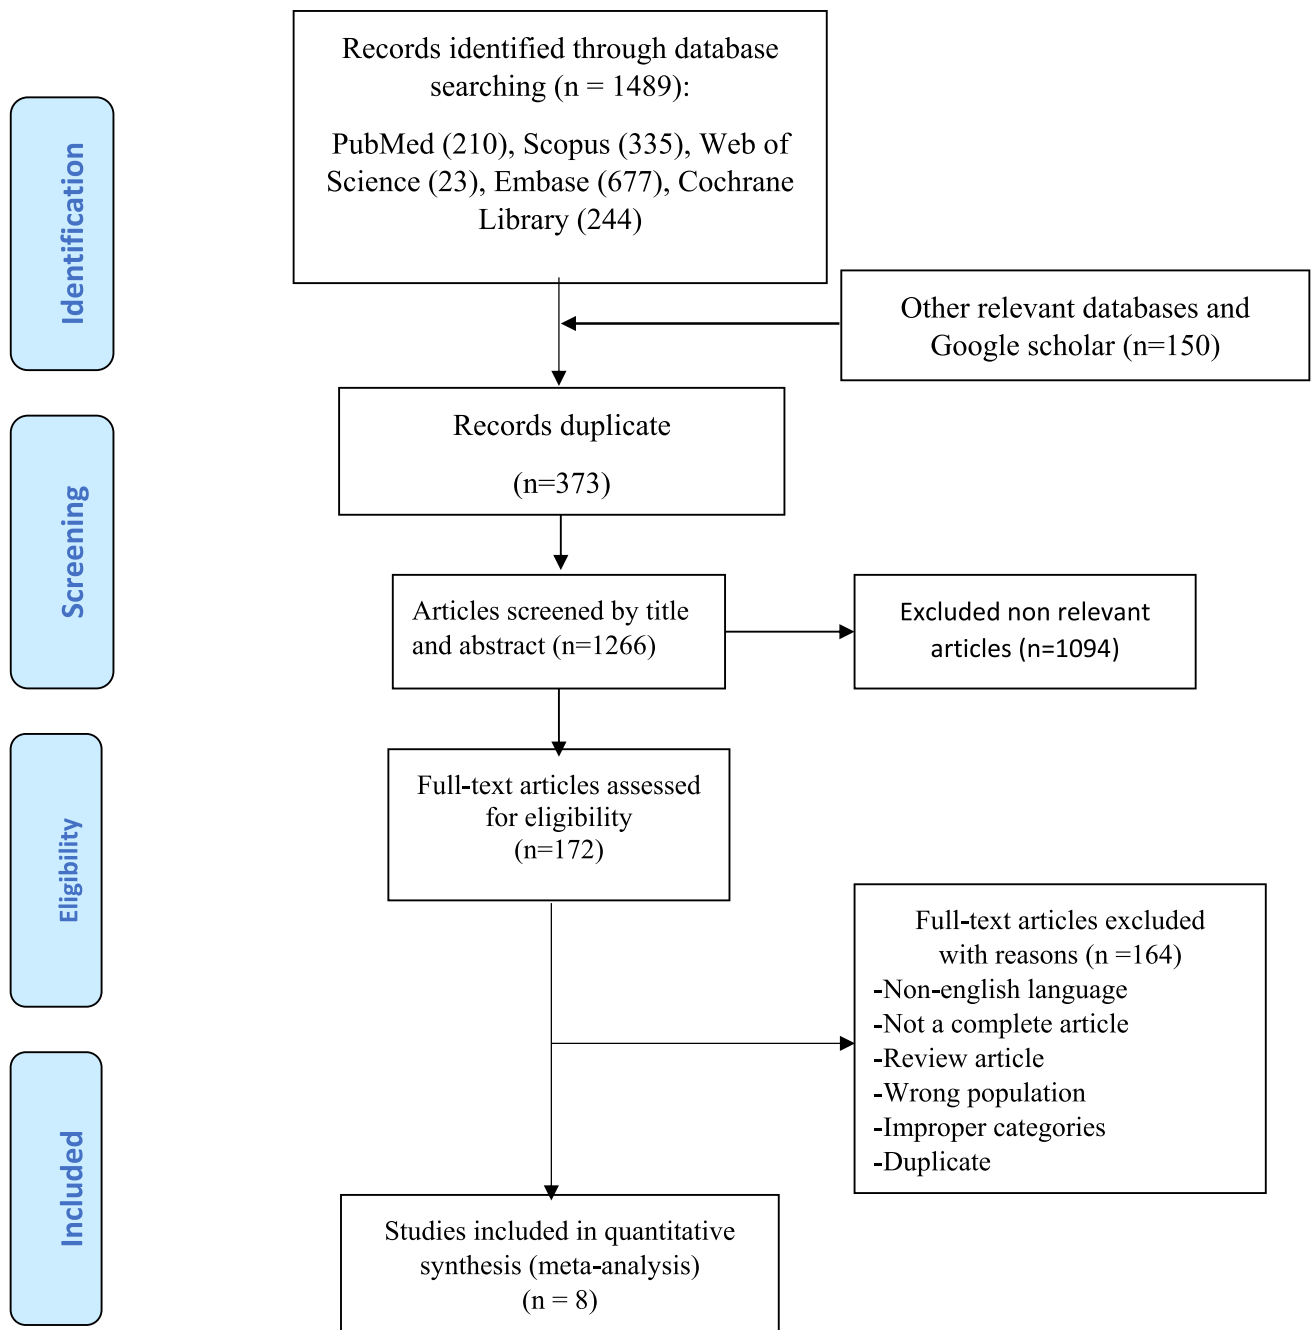 Records identified through database
searching (n = 1489):
PubMed (210), Scopus (335), Web of
Science (23), Embase (677), Cochrane
Library (244)
Identification
Other relevant databases and
Google scholar (n=150)
Records duplicate
(n=373)
Screening
Articles screened by title
and abstract (n=1266)
Excluded non relevant
articles (n=1094)
Full-text articles assessed
for eligibility
(n=172)
Eligibility
Full-text articles excluded
with reasons (n =164)
-Non-english language
-Not a complete article
-Review article
-Wrong population
-Improper categories
-Duplicate
Included
Studies included in quantitative
synthesis (meta-analysis)
(n = 8)